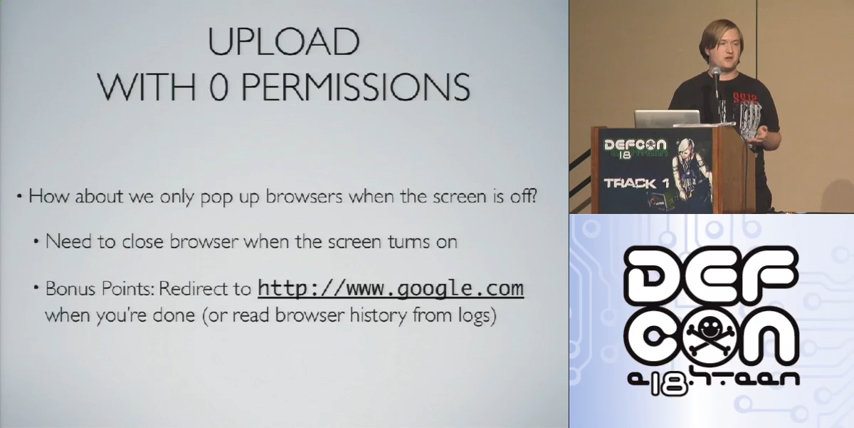 UPLOAD
WITH 0 PERMISSIONS
• How about we only pop up browsers when the screen is off?
• Need to close browser when the screen turns on
• Bonus Points: Redirect to http://www.google.com
when you're done (or read browser history from logs)
DEFCON
18
TRACK 1
DEF
CON
e18hteen